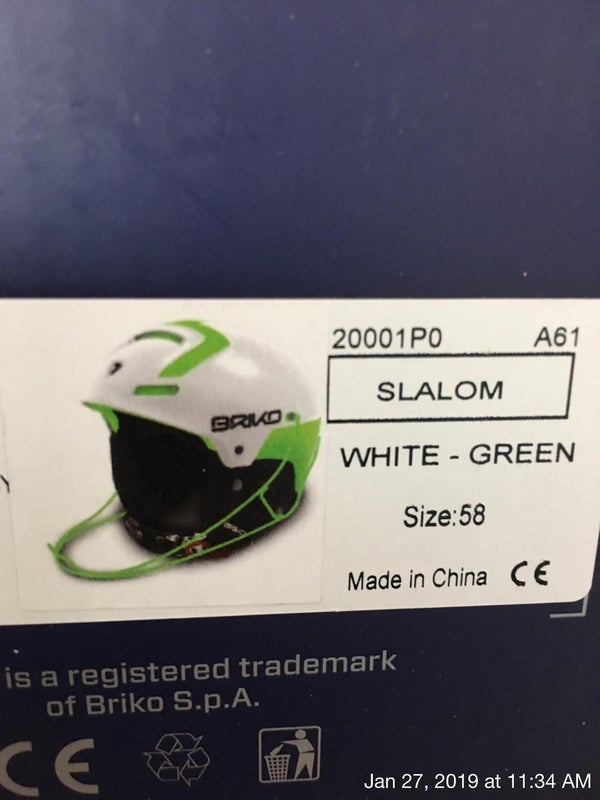 20001P0 A61
SLALOM
BRIKO
WHITE - GREEN
Size:58
Made in China CE
Y
is a registered trademark
of Briko S.p.A.
CE
Jan 27, 2019 at 11:34 AM